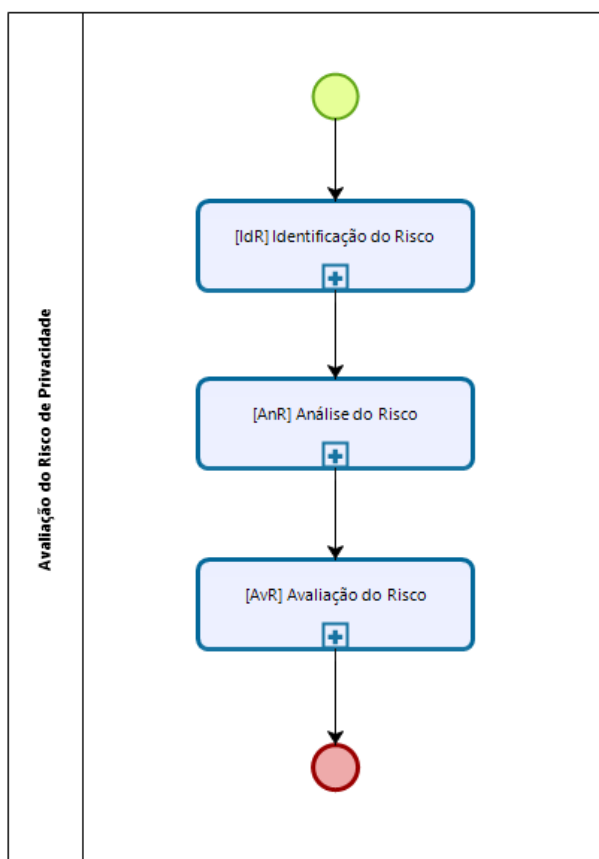 Avaliação do Risco de Privacidade
[IdR] Identificação do Risco
[AnR] Análise do Risco
[AvR] Avaliação do Risco